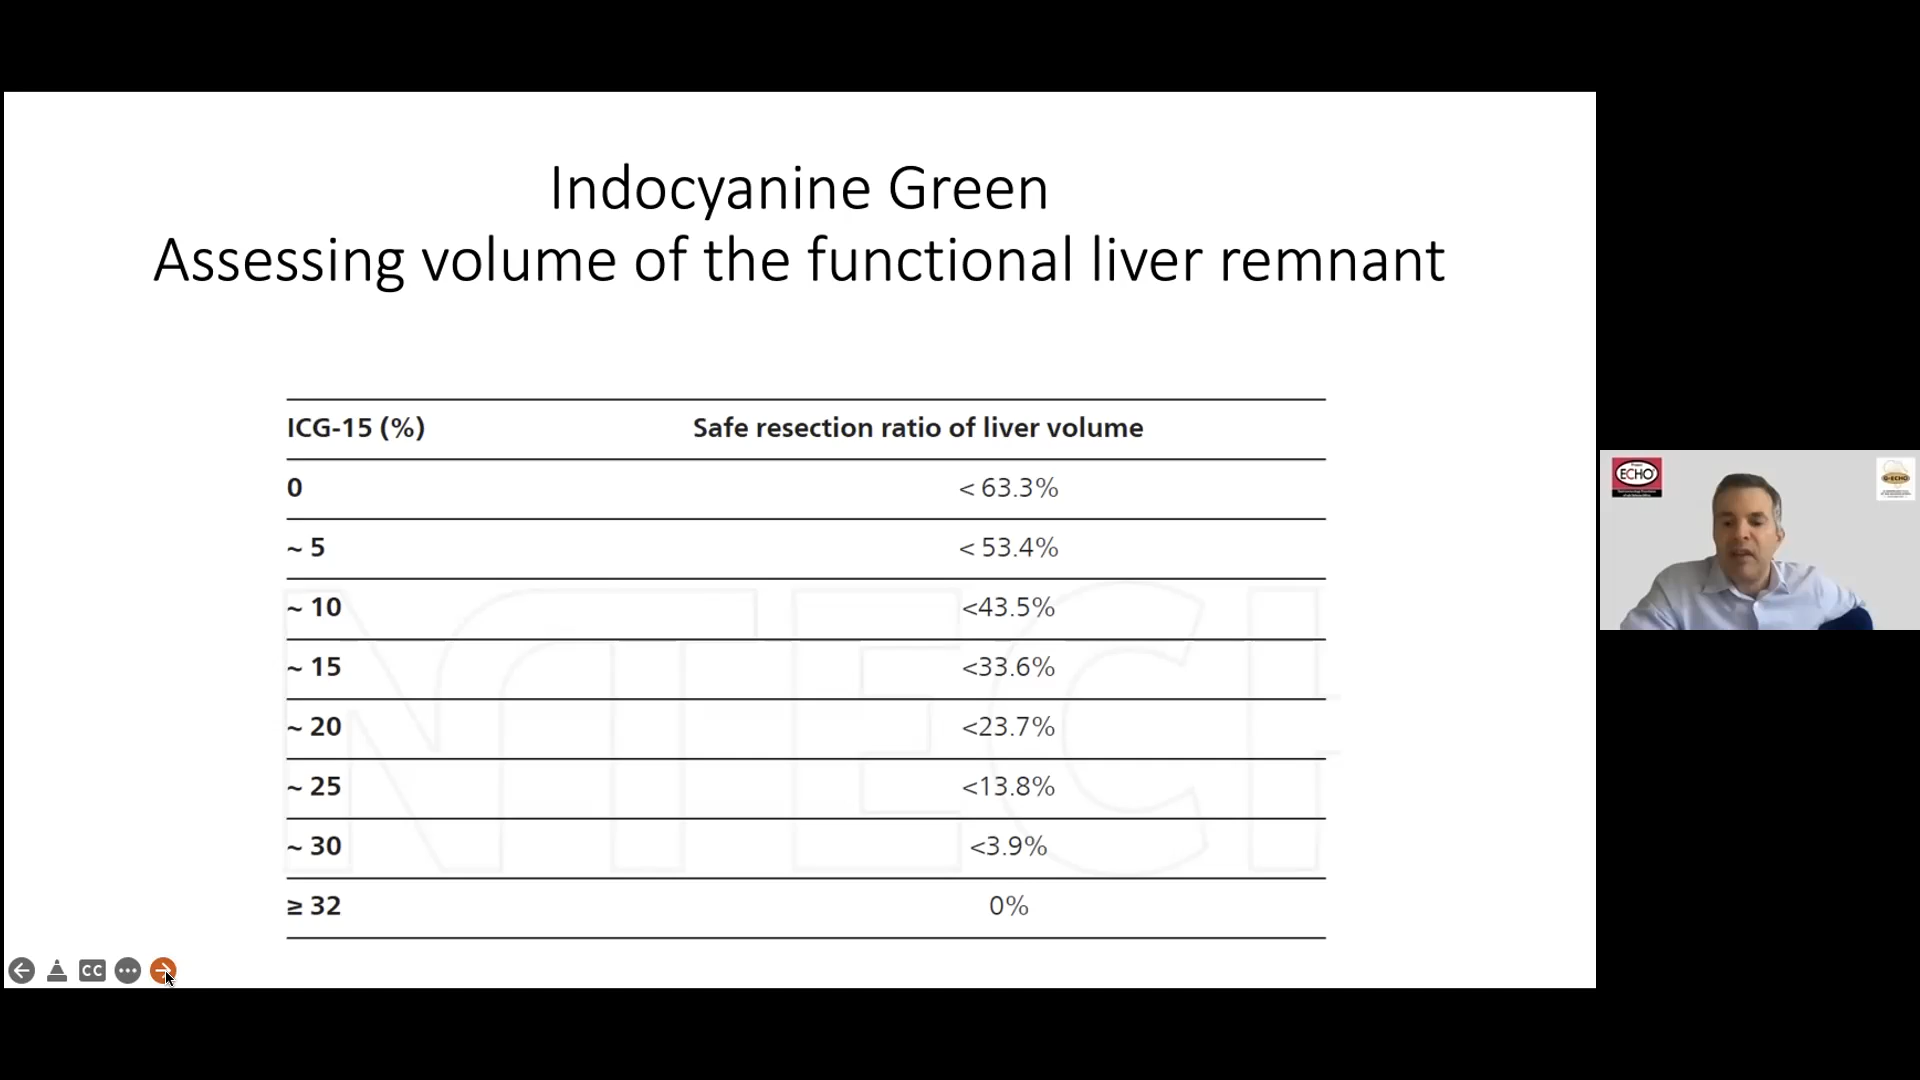 Indocyanine Green
Assessing volume of the functional liver remnant
ICG-15 (%) Safe resection ratio of liver volume
0 < 63.3%
~ 5 < 53.4%
~ 10 <43.5%
~ 15 <33.6%
~ 20 <23.7%
~ 25 <13.8%
~ 30 <3.9%
≥ 32 0%
CC
ECHO